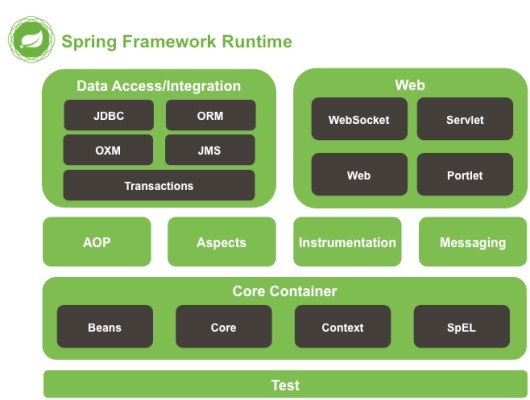 Spring Framework Runtime
Data Access/Integration
JDBC
ORM
OXM
JMS
Transactions
Web
WebSocket
Servlet
Web
Portlet
AOP
Aspects
Instrumentation
Messaging
Core Container
Beans
Core
Context
SpEL
Test